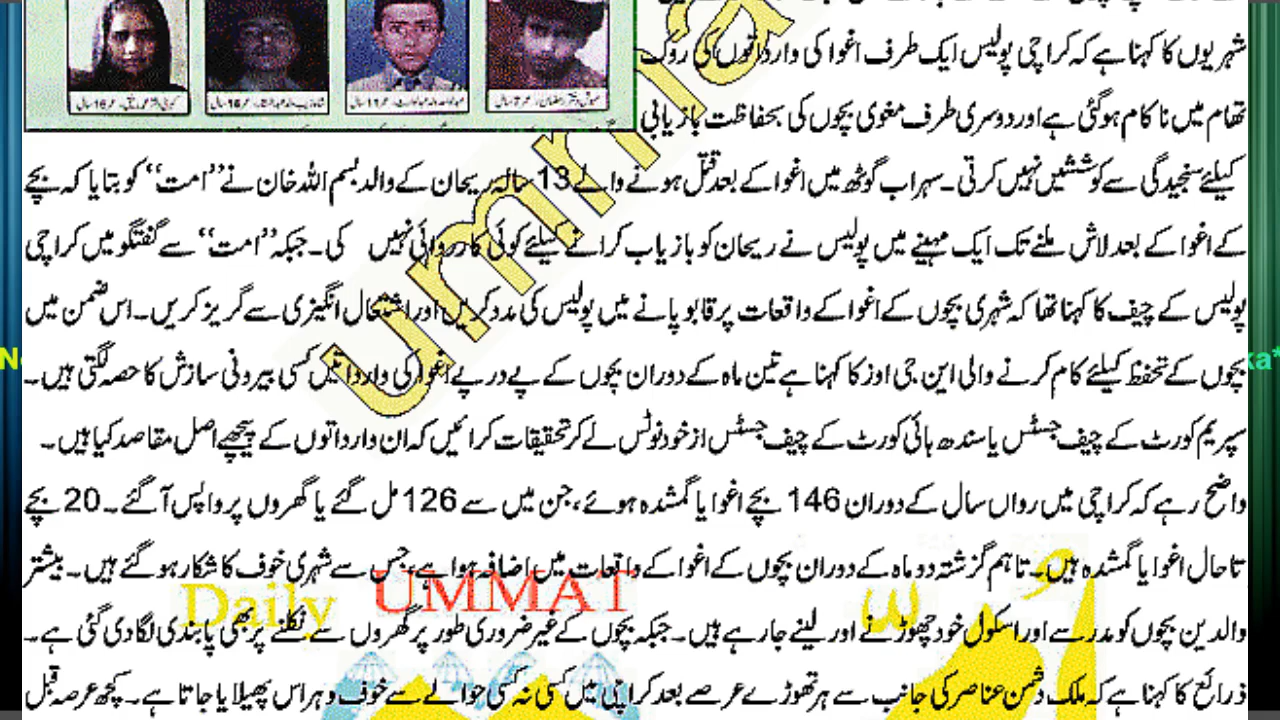 شہریوں کا کہنا ہے کہ کراچی پولیس ایک طرف اغوا کی وارداتوں کی روک
تھام میں ناکام ہوگئی ہے اور دوسری طرف مغوی بچوں کی بحفاظت بازیابی
کیلئے سنجیدگی سے کوششیں نہیں کرتی۔ سہراب گوٹھ میں اغوا کے بعد قتل ہونے والے 13 سالہ ریحان کے والد بسم اللہ خان نے ’’امت‘‘ کو بتایا کہ بچے
کے اغوا کے بعد لاش ملنے تک ایک مہینے میں پولیس نے ریحان کو بازیاب کرانے کیلئے کوئی کارروائی نہیں کی۔ جبکہ ’’امت‘‘ سے گفتگو میں کراچی
پولیس کے چیف کا کہنا تھا کہ شہری بچوں کے اغوا کے واقعات پر قابو پانے میں پولیس کی مدد کریں اور اشتعال انگیزی سے گریز کریں۔ اس ضمن میں
بچوں کے تحفظ کیلئے کام کرنے والی این جی اوز کا کہنا ہے تین ماہ کے دوران بچوں کے پے در پے اغوا کی وارداتیں کسی بیرونی سازش کا حصہ لگتی ہیں۔
سپریم کورٹ کے چیف جسٹس یا سندھ ہائی کورٹ کے چیف جسٹس از خود نوٹس لے کر تحقیقات کرائیں کہ ان وارداتوں کے پیچھے اصل مقاصد کیا ہیں۔
واضح رہے کہ کراچی میں رواں سال کے دوران 146 بچے اغوا یا گمشدہ ہوئے، جن میں سے 126 مل گئے یا گھروں پر واپس آگئے۔ 20 بچے
تاحال اغوا یا گمشدہ ہیں۔ تاہم گزشتہ دو ماہ کے دوران بچوں کے اغوا کے واقعات میں اضافہ ہوا ہے، جس سے شہری خوف کا شکار ہوگئے ہیں۔ بیشتر
والدین بچوں کو مدرسے اور اسکول خود چھوڑنے اور لینے جارہے ہیں۔ جبکہ بچوں کے غیر ضروری طور پر گھروں سے نکلنے پر بھی پابندی لگادی گئی ہے۔
ذرائع کا کہنا ہے کہ ملک دشمن عناصر کی جانب سے ہر تھوڑے عرصے بعد کراچی میں کسی نہ کسی حوالے سے خوف و ہراس پھیلایا جاتا ہے۔ کچھ عرصہ قبل
Daily UMMAT